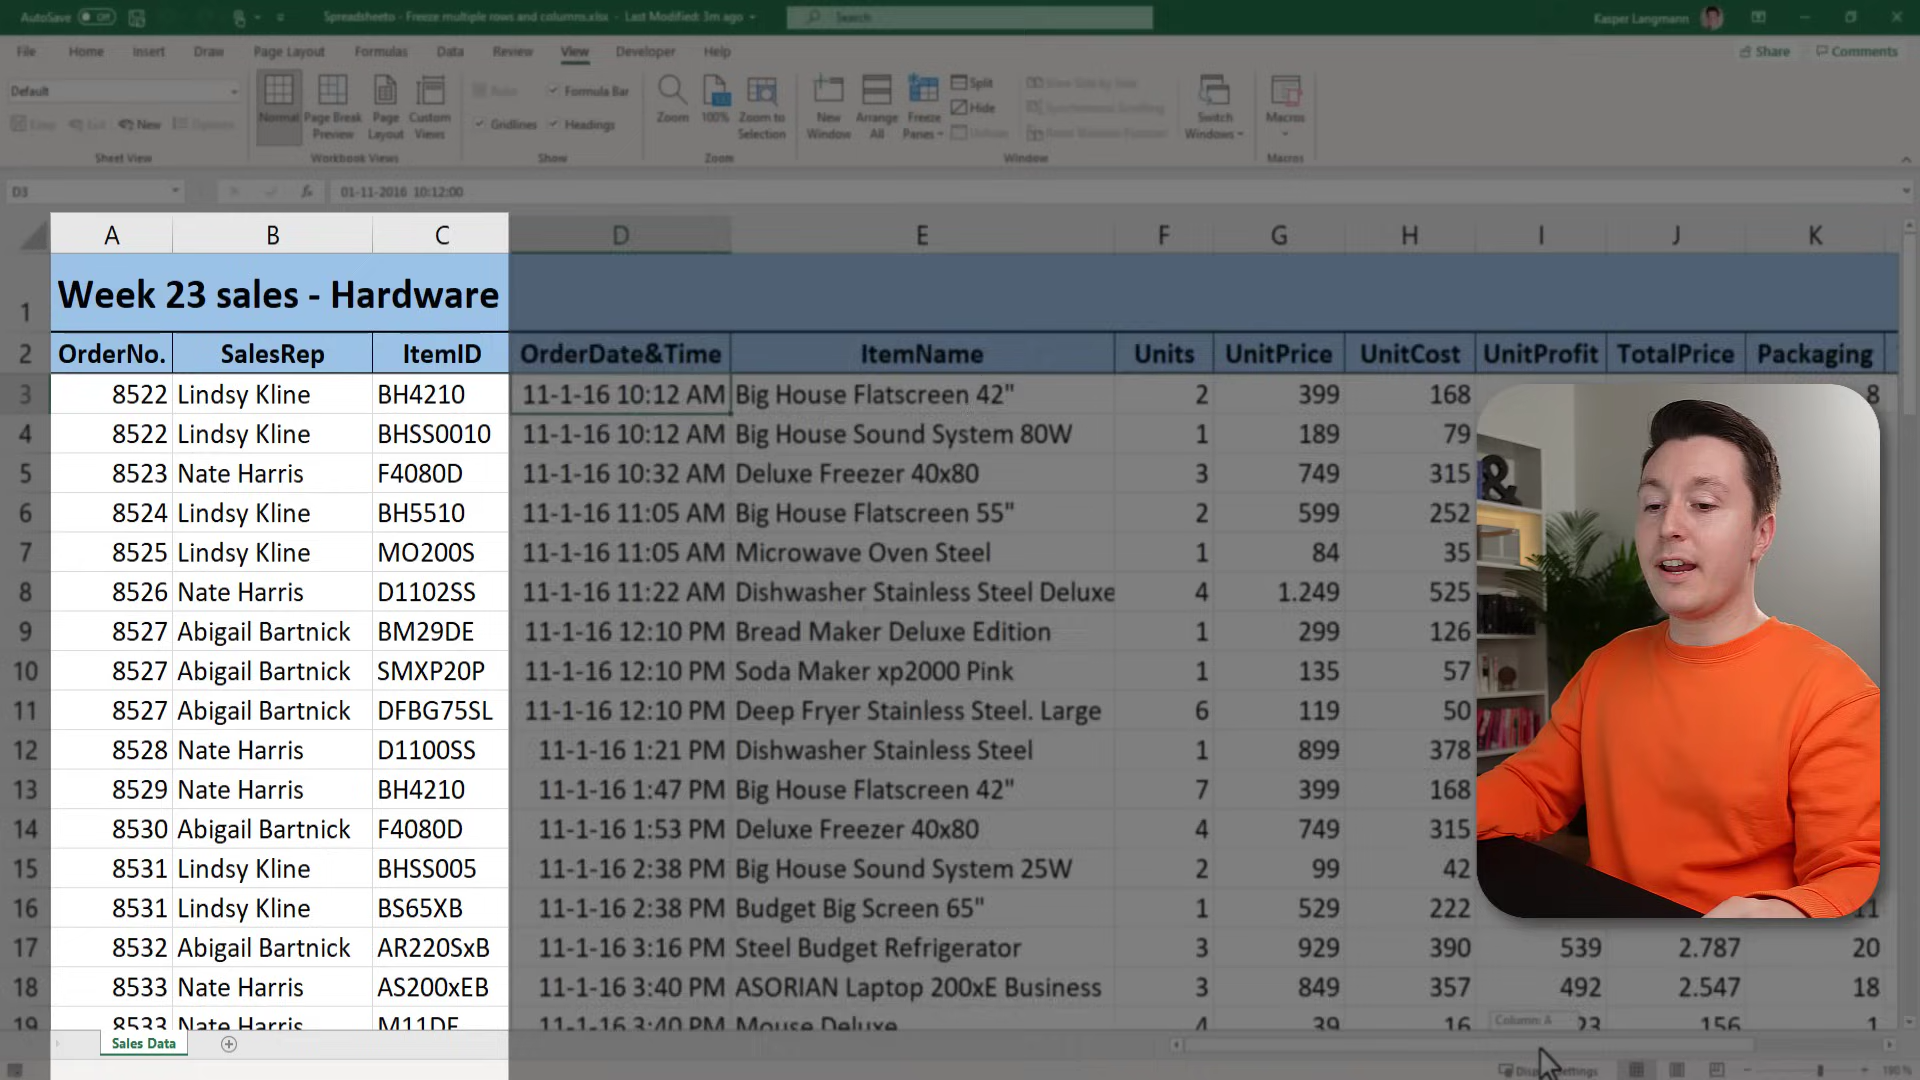 AutoSave Off Spreadsheeto - Freeze multiple rows and columns.xlsx - Last Modified: 3m ago Search Kasper Langmann
File Home Insert Draw Page Layout Formulas Data Review View Developer Help Share Comments
Default
Keep Exit New Options
Sheet View
Normal Page Break Preview Page Layout Custom Views
Workbook Views
Ruler Formula Bar
Gridlines Headings
Show
Zoom 100% Zoom to Selection
Zoom
New Window Arrange All Freeze Panes
Split
Hide
Unhide
View Side by Side
Synchronous Scrolling
Reset Window Position
Window
Switch Windows
Macros
Macros
D3 fx 01-11-2016 10:12:00
A B C D E F G H I J K
1 Week 23 sales - Hardware
2 OrderNo. SalesRep ItemID OrderDate&Time ItemName Units UnitPrice UnitCost UnitProfit TotalPrice Packaging
3 8522 Lindsy Kline BH4210 11-1-16 10:12 AM Big House Flatscreen 42" 2 399 168 8
4 8522 Lindsy Kline BHSS0010 11-1-16 10:12 AM Big House Sound System 80W 1 189 79
5 8523 Nate Harris F4080D 11-1-16 10:32 AM Deluxe Freezer 40x80 3 749 315
6 8524 Lindsy Kline BH5510 11-1-16 11:05 AM Big House Flatscreen 55" 2 599 252
7 8525 Lindsy Kline MO200S 11-1-16 11:05 AM Microwave Oven Steel 1 84 35
8 8526 Nate Harris D1102SS 11-1-16 11:22 AM Dishwasher Stainless Steel Deluxe 4 1.249 525
9 8527 Abigail Bartnick BM29DE 11-1-16 12:10 PM Bread Maker Deluxe Edition 1 299 126
10 8527 Abigail Bartnick SMXP20P 11-1-16 12:10 PM Soda Maker xp2000 Pink 1 135 57
11 8527 Abigail Bartnick DFBG75SL 11-1-16 12:10 PM Deep Fryer Stainless Steel. Large 6 119 50
12 8528 Nate Harris D1100SS 11-1-16 1:21 PM Dishwasher Stainless Steel 1 899 378
13 8529 Nate Harris BH4210 11-1-16 1:47 PM Big House Flatscreen 42" 7 399 168
14 8530 Abigail Bartnick F4080D 11-1-16 1:53 PM Deluxe Freezer 40x80 4 749 315
15 8531 Lindsy Kline BHSS005 11-1-16 2:38 PM Big House Sound System 25W 2 99 42
16 8531 Lindsy Kline BS65XB 11-1-16 2:38 PM Budget Big Screen 65" 1 529 222 11
17 8532 Abigail Bartnick AR220SxB 11-1-16 3:16 PM Steel Budget Refrigerator 3 929 390 539 2.787 20
18 8533 Nate Harris AS200xEB 11-1-16 3:40 PM ASORIAN Laptop 200xE Business 3 849 357 492 2.547 18
19 8533 Nate Harris M11DE 11-1-16 3:40 PM Mouse Deluxe 4 39 16 23 156 1
Column: A
Sales Data
190 %